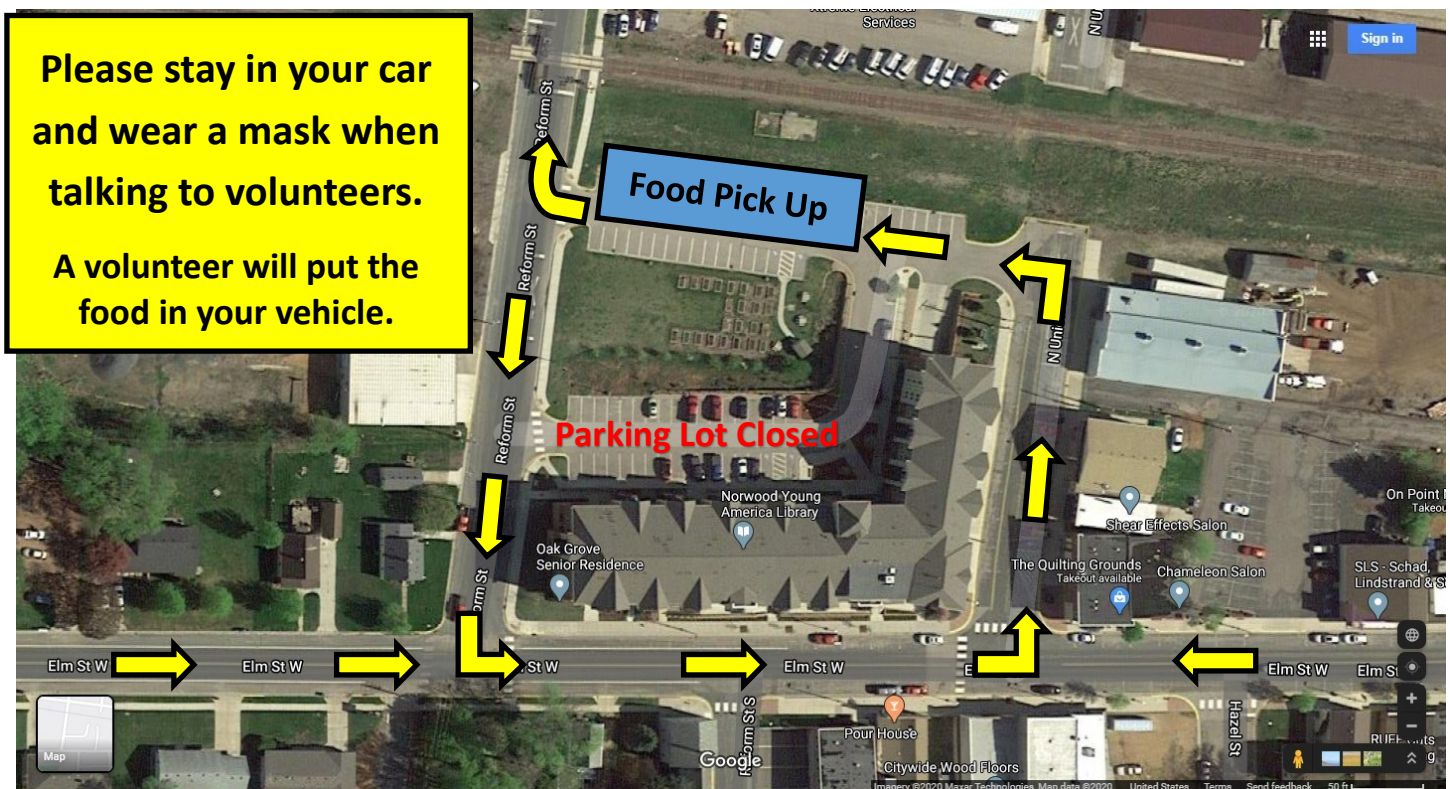 Please stay in your car
and wear a mask when
talking to volunteers.
A volunteer will put the
food in your vehicle.
Services
Sign in
Reform St
Food Pick Up
Reform St
Reform St
Parking Lot Closed
Norwood Young
America Library
Oak Grove
Senior Residence
Shear Effects Salon
The Quilting Grounds
Takeout available
Chameleon Salon
On Point
SLS - Schad,
Lindstrand &
Elm St W
Elm St W
St W
Elm St W
Elm St W
Elm St
Hazel St
Pour House
Citywide Wood Floors
Map
Google
Imagery ©2020 Maxar Technologies, Map data ©2020
United States
Terms
Send feedback
50 ft